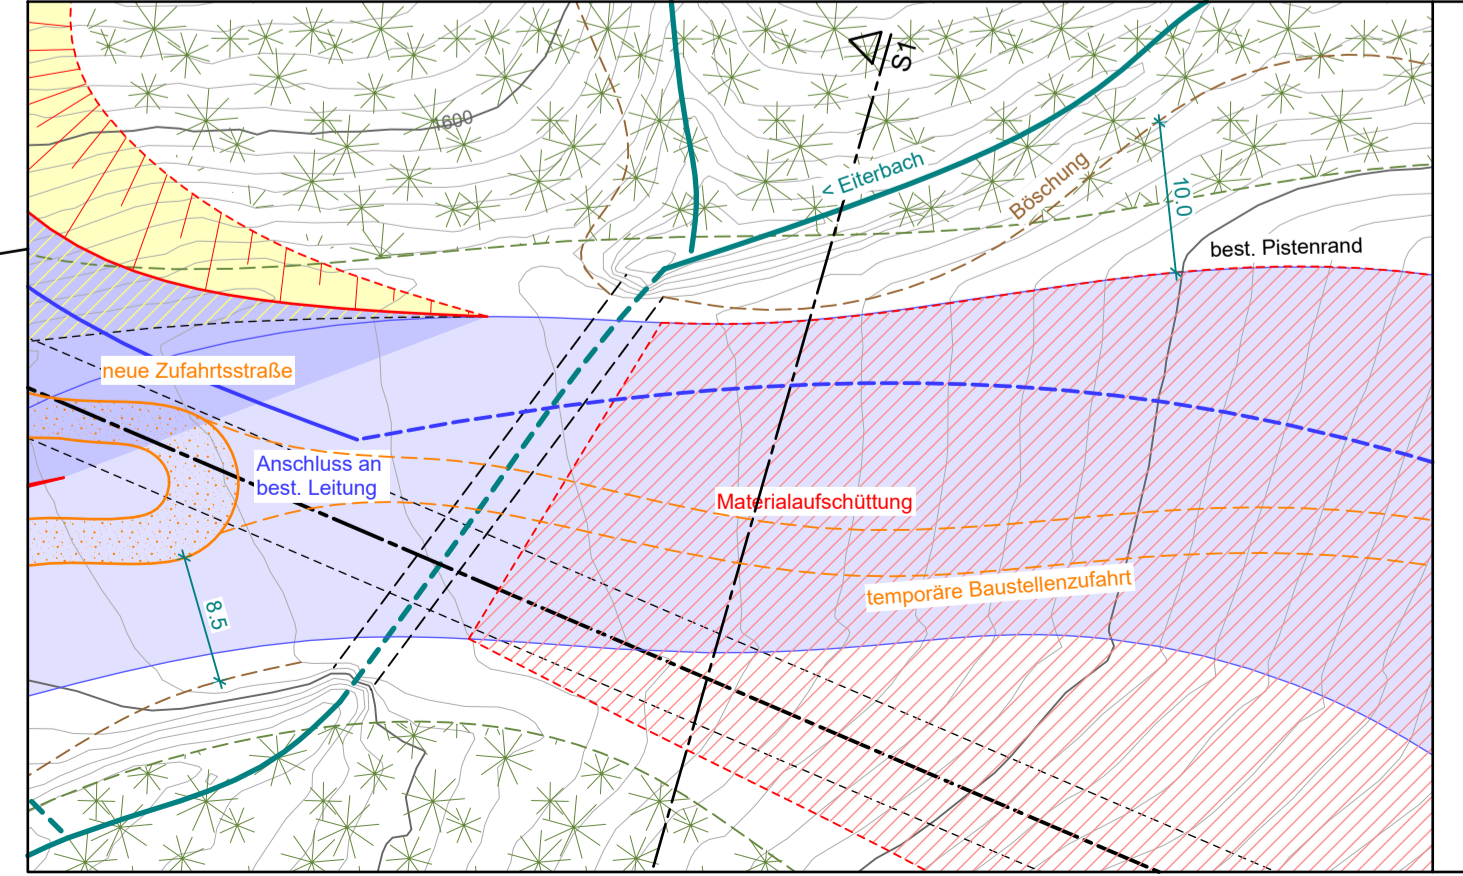 S1
1600
< Eiterbach
Böschung
10.0
best. Pistenrand
neue Zufahrtsstraße
Anschluss an
best. Leitung
Materialaufschüttung
temporäre Baustellenzufahrt
8.5